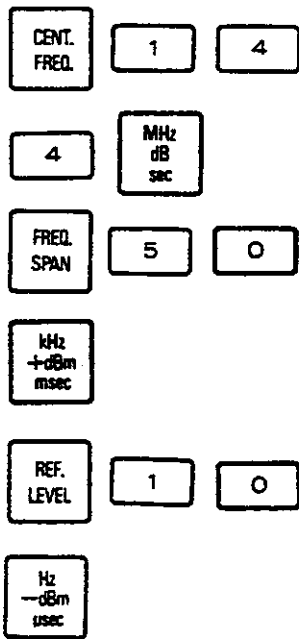 CENT.
FREQ. 1 4
4 MHz
dB
sec
FREQ.
SPAN 5 0
kHz
+dBm
msec
REF.
LEVEL 1 0
Hz
—dBm
µsec